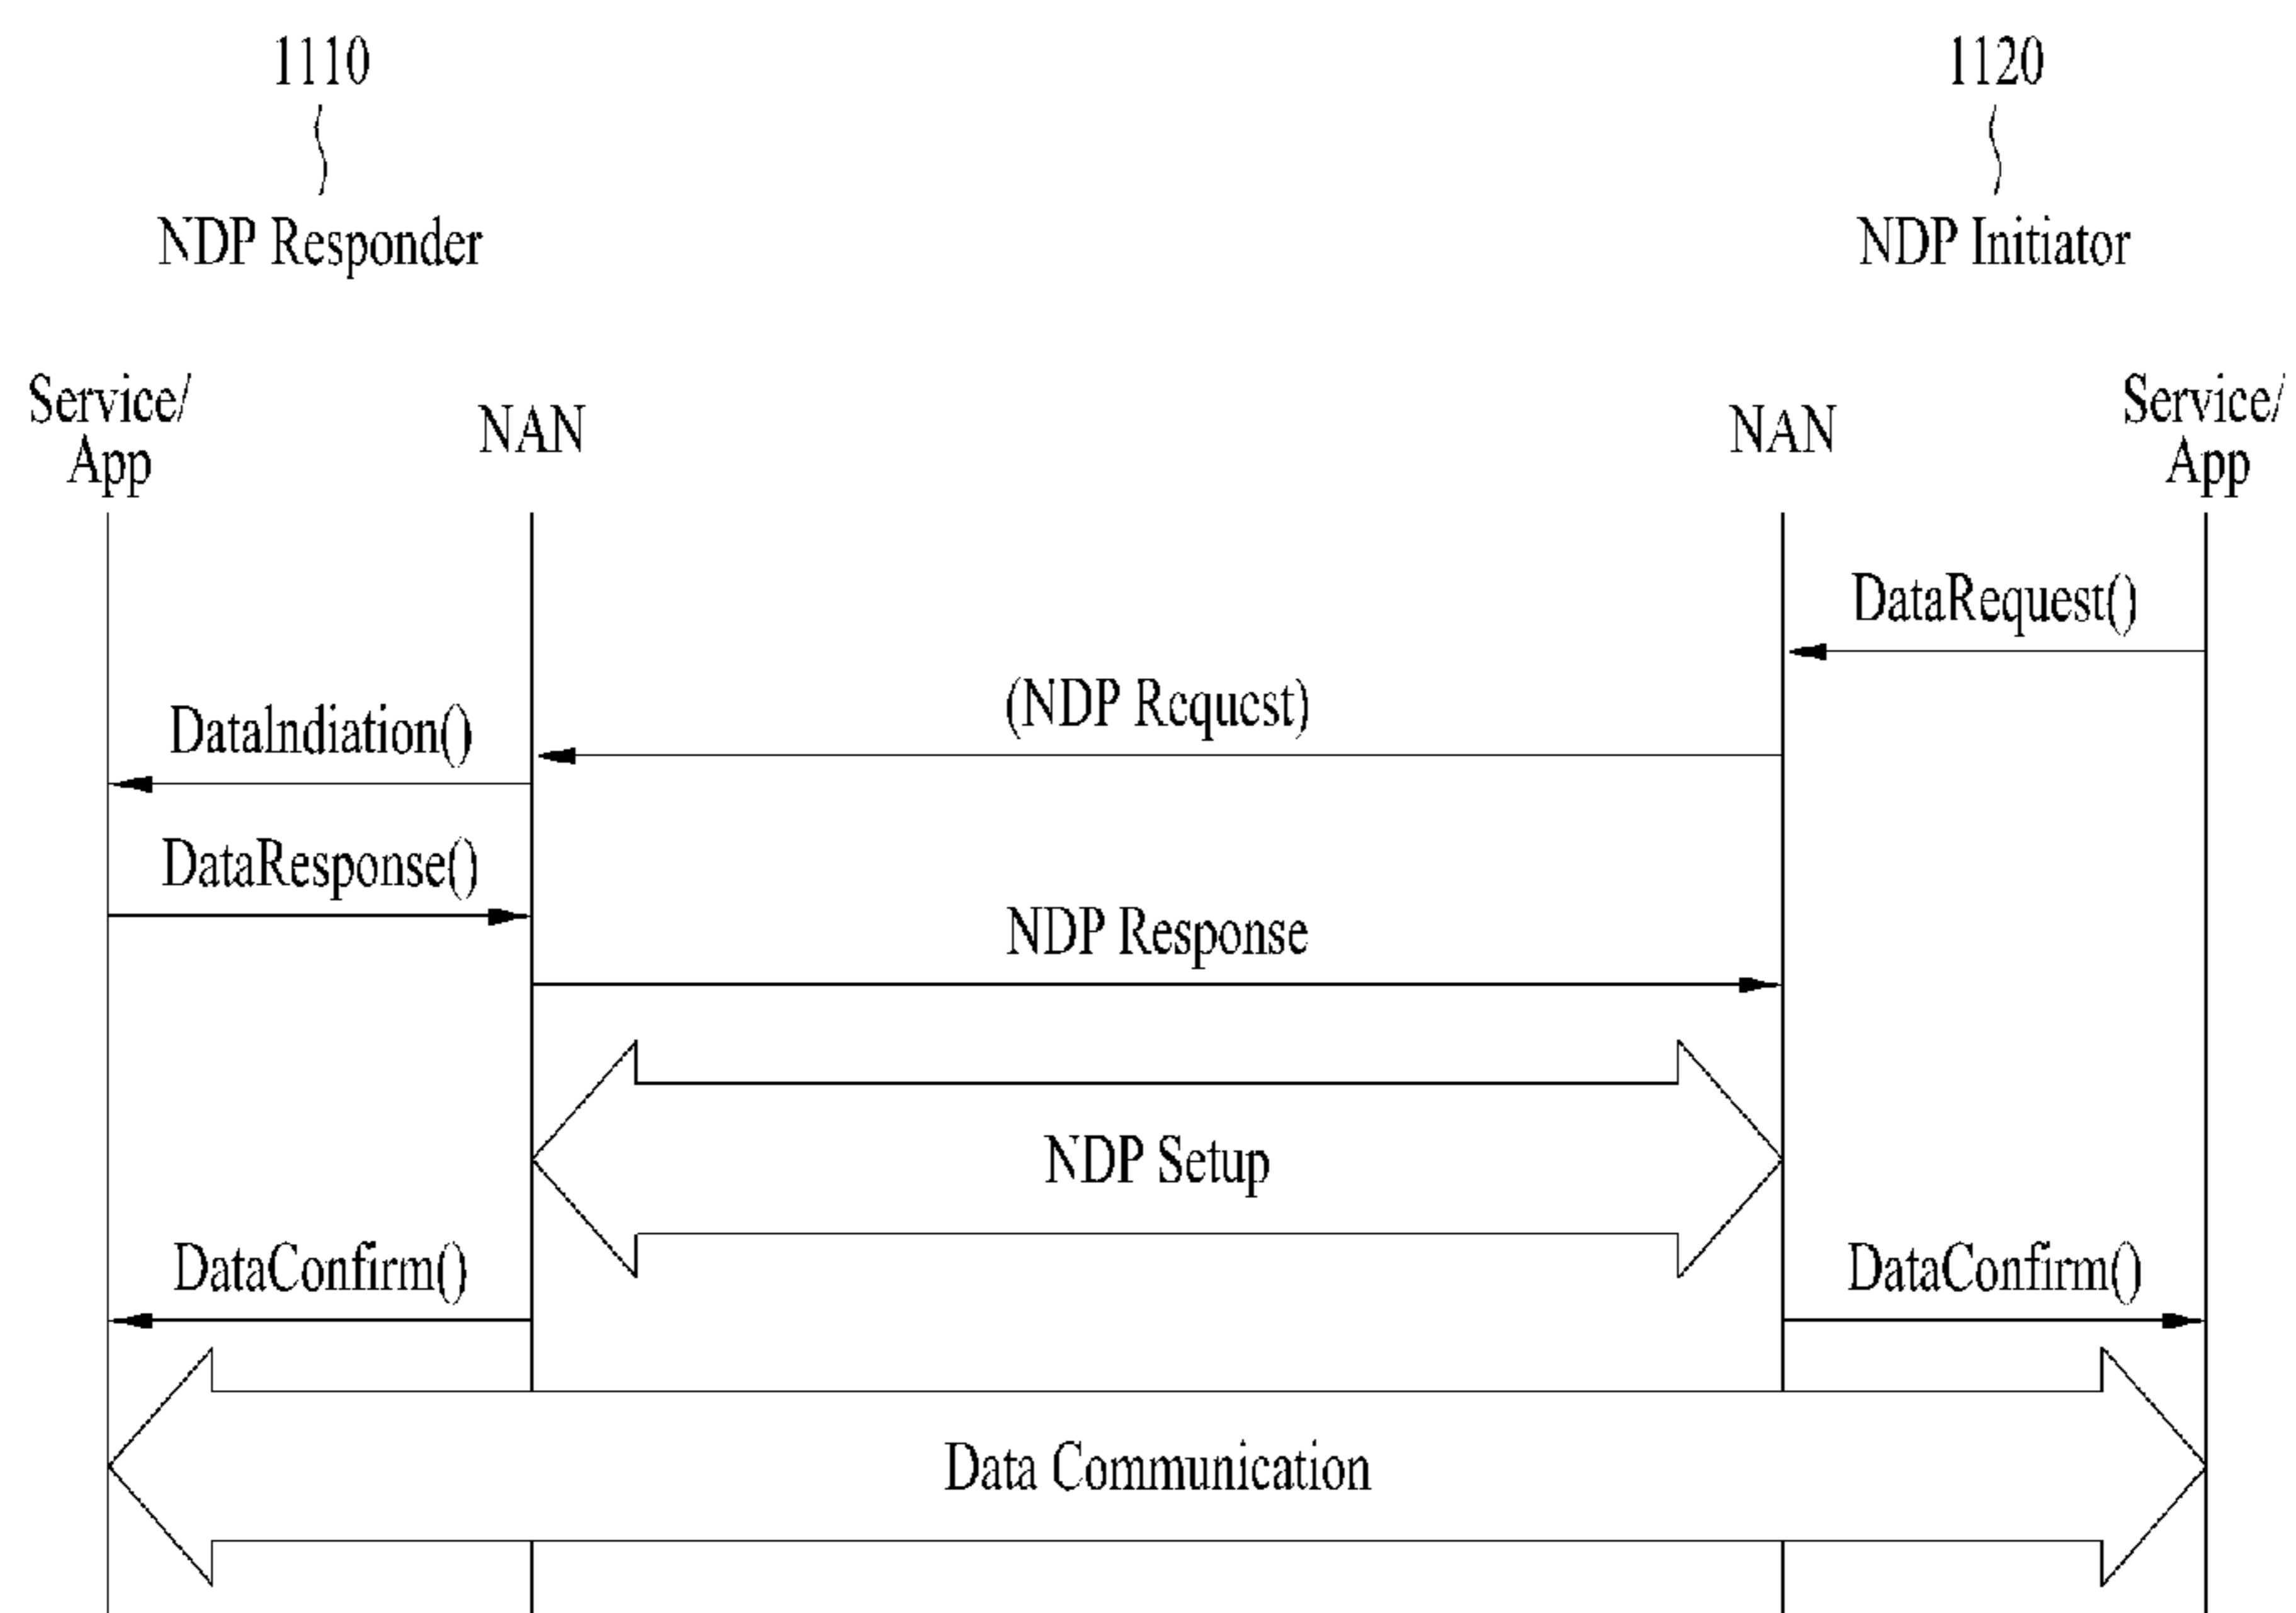 1110
1120
NDP Responder
NDP Initiator
Service/
App
NAN
NAN
Service/
App
DataRequest()
(NDP Request)
DataIndiation()
DataResponse()
NDP Response
NDP Setup
DataConfirm()
DataConfirm()
Data Communication